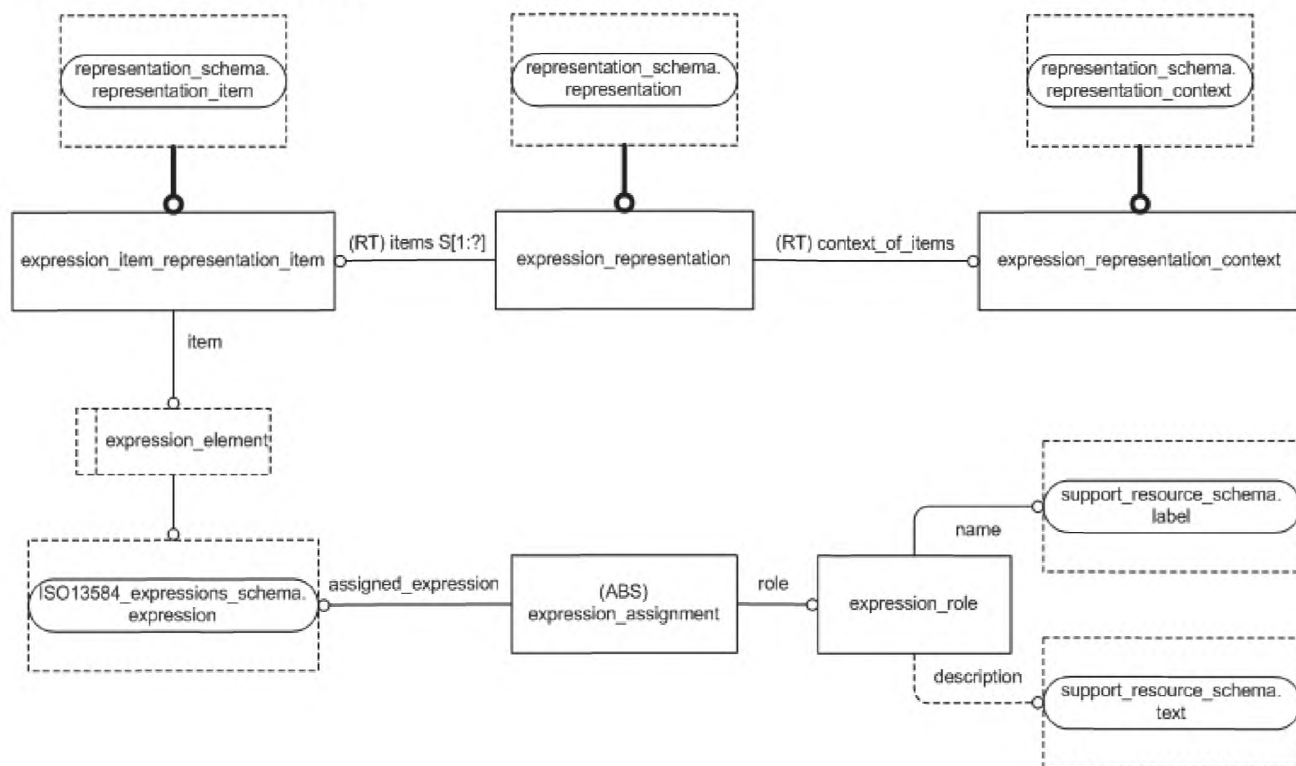 representation_schema.
representation_item
representation_schema.
representation
representation_schema.
representation_context
expression_item_representation_item
(RT) items S[1:?]
expression_representation
(RT) context_of_items
expression_representation_context
item
expression_element
support_resource_schema.
label
name
ISO13584_expressions_schema.
expression
assigned_expression
(ABS)
expression_assignment
role
expression_role
description
support_resource_schema.
text